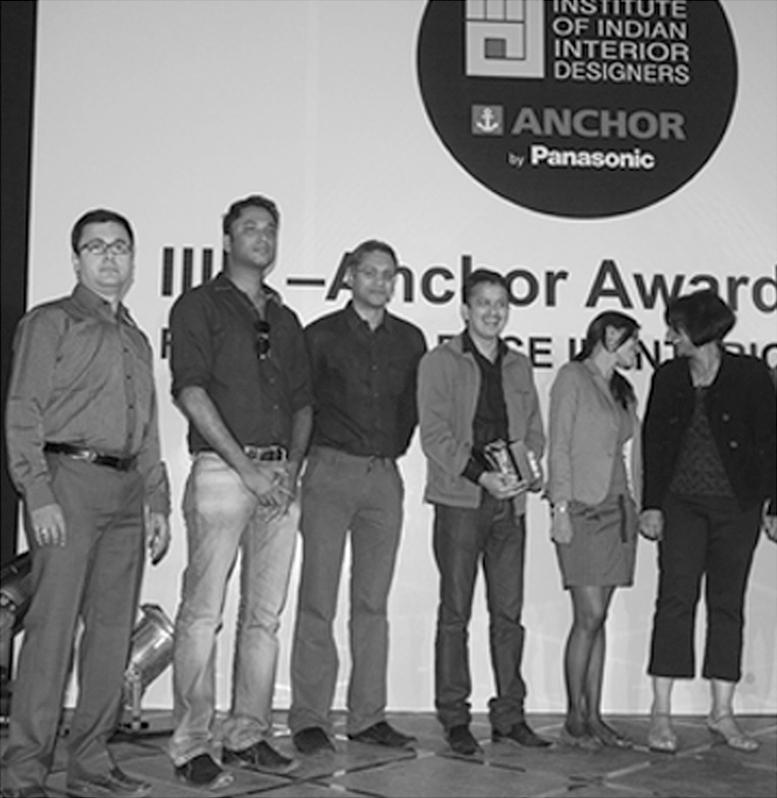 INSTITUTE
OF INDIAN
INTERIOR
DESIGNERS
ANCHOR
by Panasonic
–Anchor Award